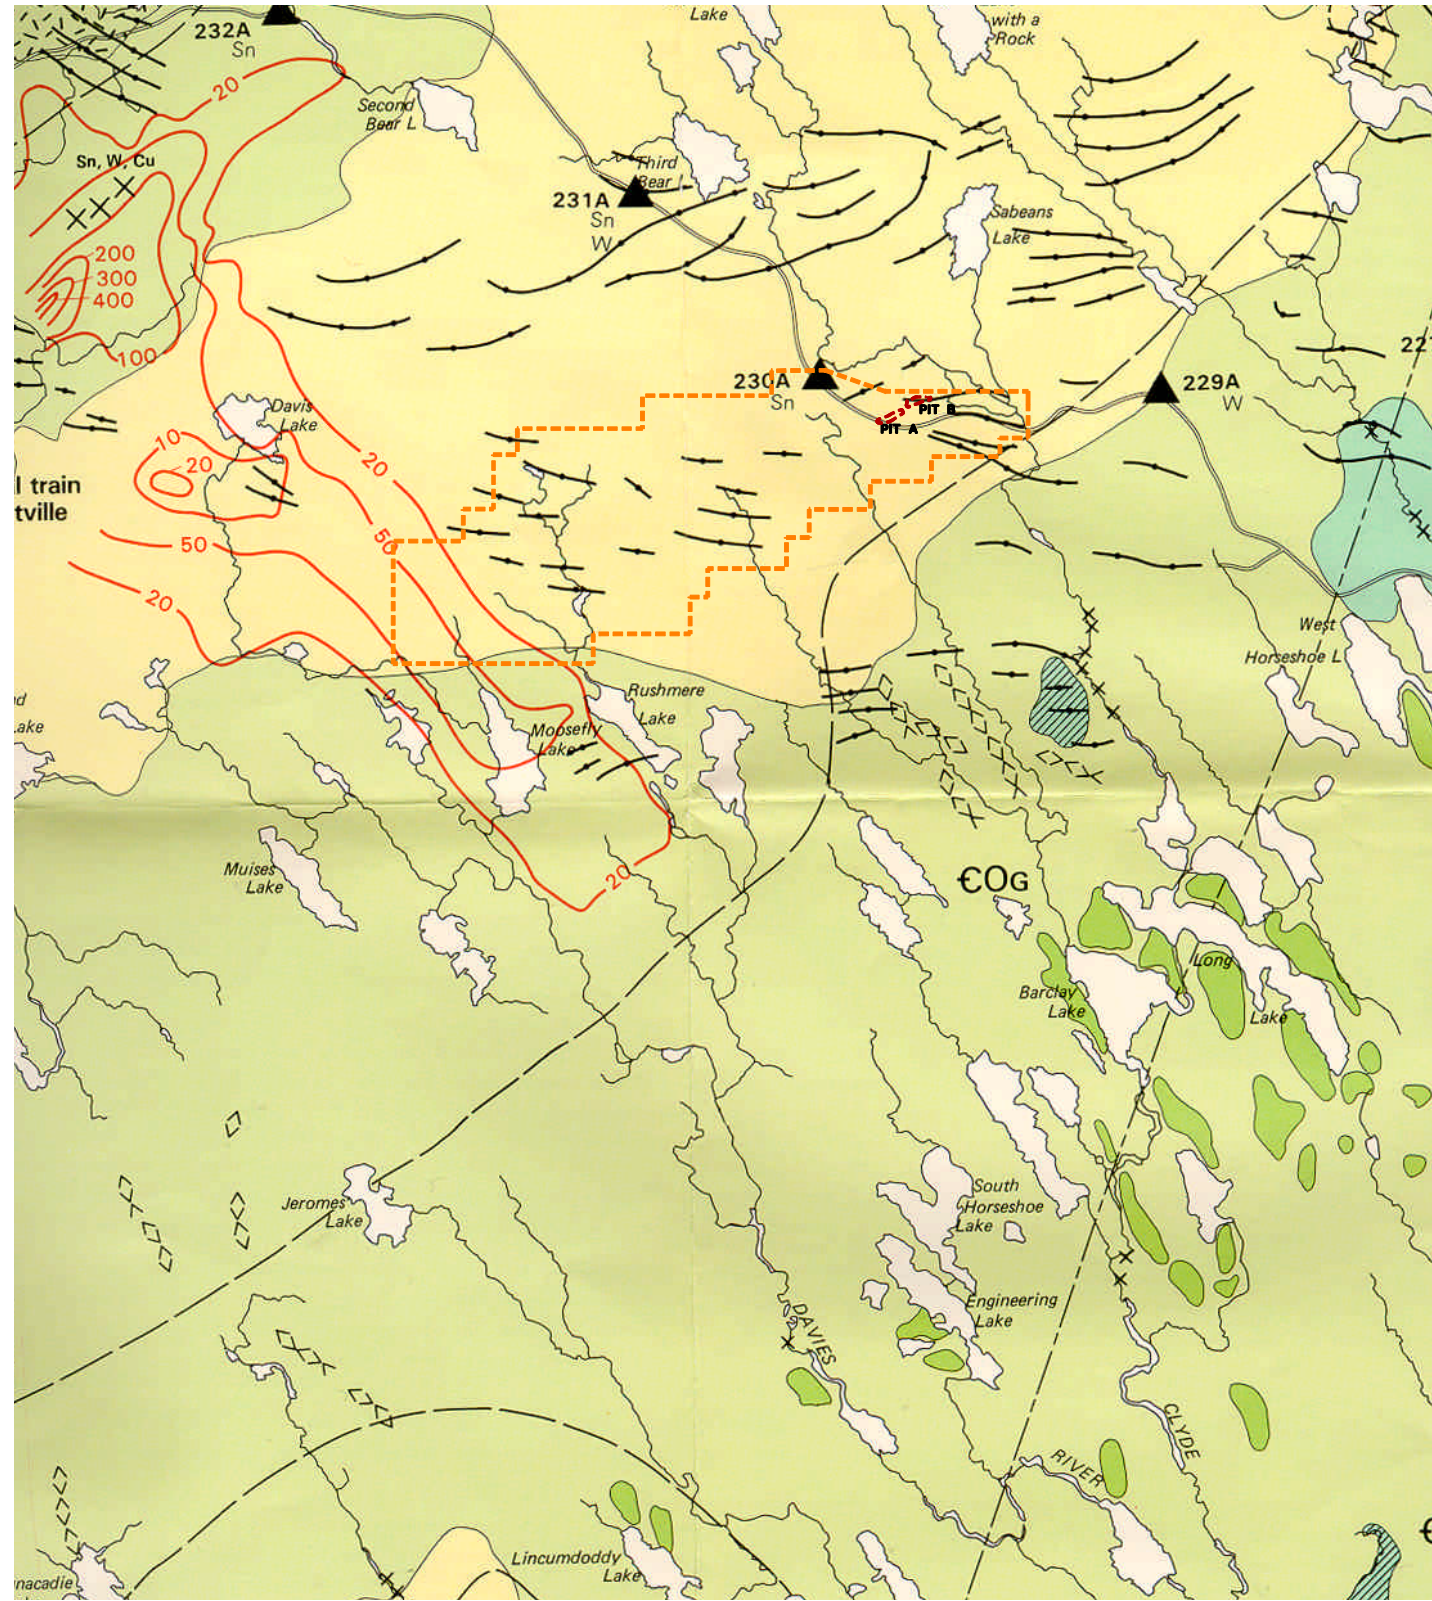 Lake
with a
Rock
232A
Sn
20
Second
Bear L
Sn, W, Cu
Third
Bear L
231A
Sn
W
Sabeans
Lake
200
300
400
100
230A
Sn
229A
W
227
PIT B
PIT A
Davis
Lake
10
20
20
l train
tville
50
50
20
West
Horseshoe L
nd
Lake
Rushmere
Lake
Moosefly
Lake
Muises
Lake
20
ЄOG
Long
Lake
Barclay
Lake
Jeromes
Lake
South
Horseshoe
Lake
Engineering
Lake
DAVIES
CLYDE
RIVER
Lincumdoddy
Lake
nacadie
Є